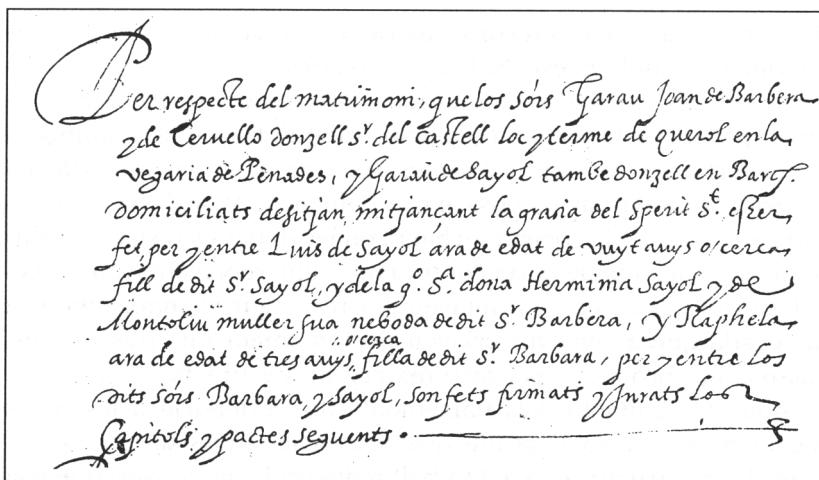 Per respecte del matrimoni, que los sors Garau Joan de Barbera
y de Cervello donzell Sr. del Castell loc y terme de querol en la
vegaria de Penades, y Garau de Sayol tambe donzell en Barcª.
Domiciliats desitjan mitjançant la gratia del Sperit St. esser
fet, per y entre Luis de Sayol ara de edat de vuyt anys o/cerca
fill de dit Sr. Sayol, y de la qº. Sª. dona Herminia Sayol y de
Montoliu muller sua neboda de dit Sr. Barbera, y Raphela
ara de edat de tres anys o/cerca, filla de dit Sr. Barbara, per y entre los
dits sors Barbara, y Sayol, son fets firmats y Jurats los
Capitols y pactes seguents.